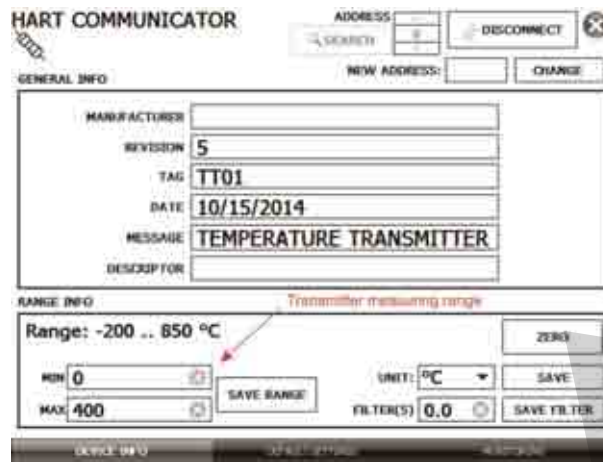 HART COMMUNICATOR
ADDRESS
SEARCH
DISCONNECT
NEW ADDRESS:
CHANGE
GENERAL INFO
MANUFACTURER
REVISION 5
TAG TT01
DATE 10/15/2014
MESSAGE TEMPERATURE TRANSMITTER
DESCRIPTOR
RANGE INFO
Transmitter measuring range
Range: -200 .. 850 ºC
ZERO
MIN 0
SAVE RANGE
UNIT: ºC
SAVE
MAX 400
FILTER(S) 0.0
SAVE FILTER
DEVICE INFO